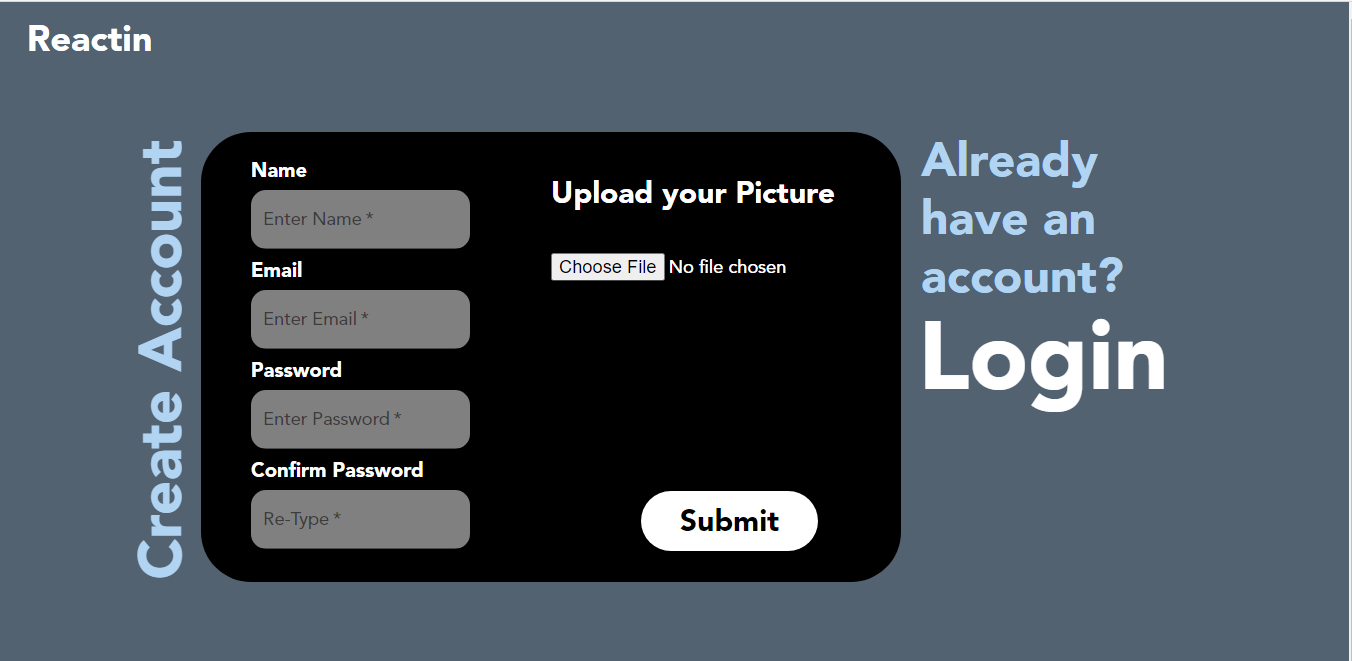 Reactin
Create Account
Name
Enter Name *
Email
Enter Email *
Password
Enter Password *
Confirm Password
Re-Type *
Upload your Picture
Choose File No file chosen
Submit
Already
have an
account?
Login